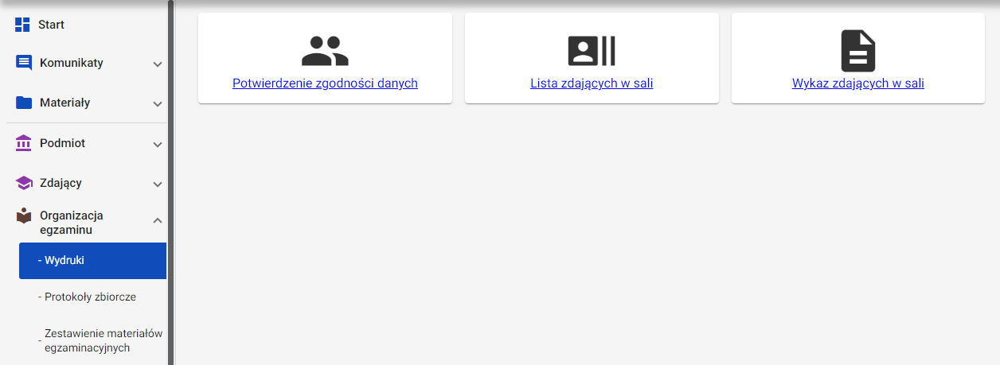 Start
Komunikaty
Materiały
Podmiot
Zdający
Organizacja
egzaminu
- Wydruki
- Protokoły zbiorcze
- Zestawienie materiałów
egzaminacyjnych
Potwierdzenie zgodności danych
Lista zdających w sali
Wykaz zdających w sali